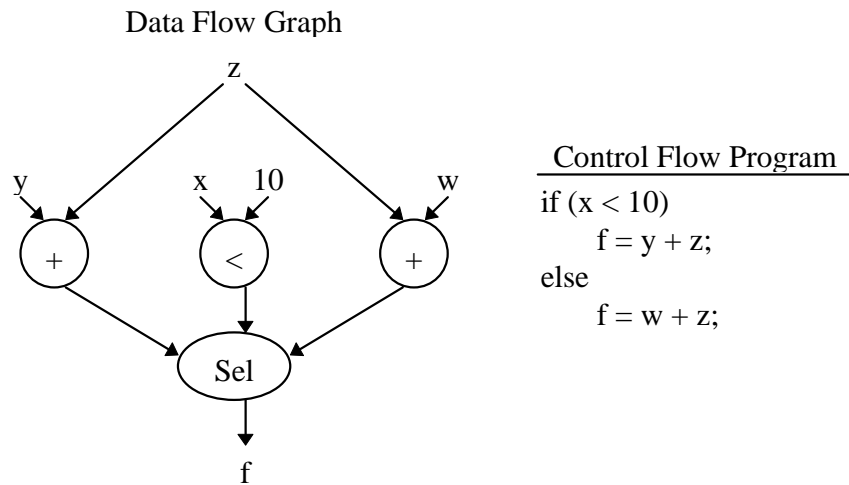 Data Flow Graph
z
y x 10 w
+ < +
Sel
f
Control Flow Program
if (x < 10)
f = y + z;
else
f = w + z;